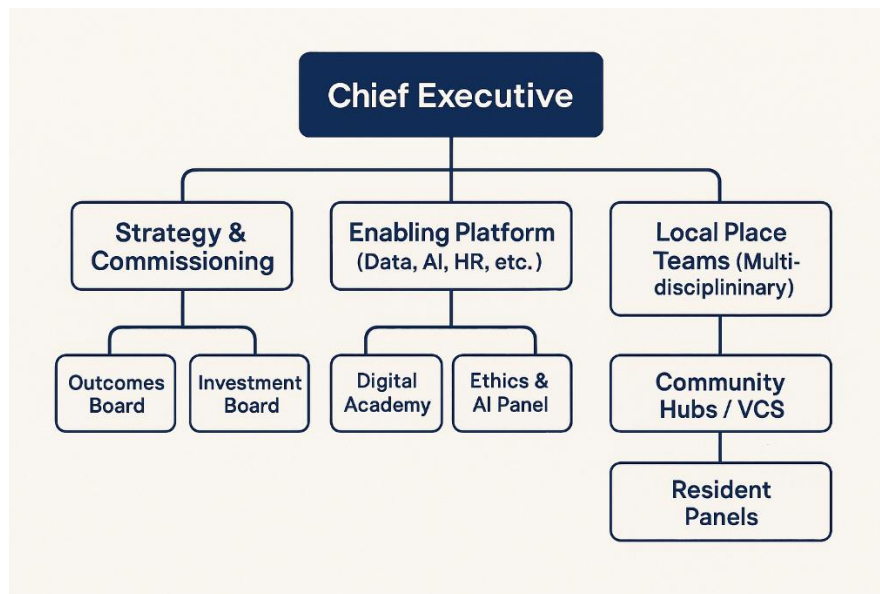 Chief Executive
Strategy &
Commissioning
Enabling Platform
(Data, AI, HR, etc.)
Local Place
Teams (Multi-
disciplininary)
Outcomes
Board
Investment
Board
Digital
Academy
Ethics &
AI Panel
Community
Hubs / VCS
Resident
Panels